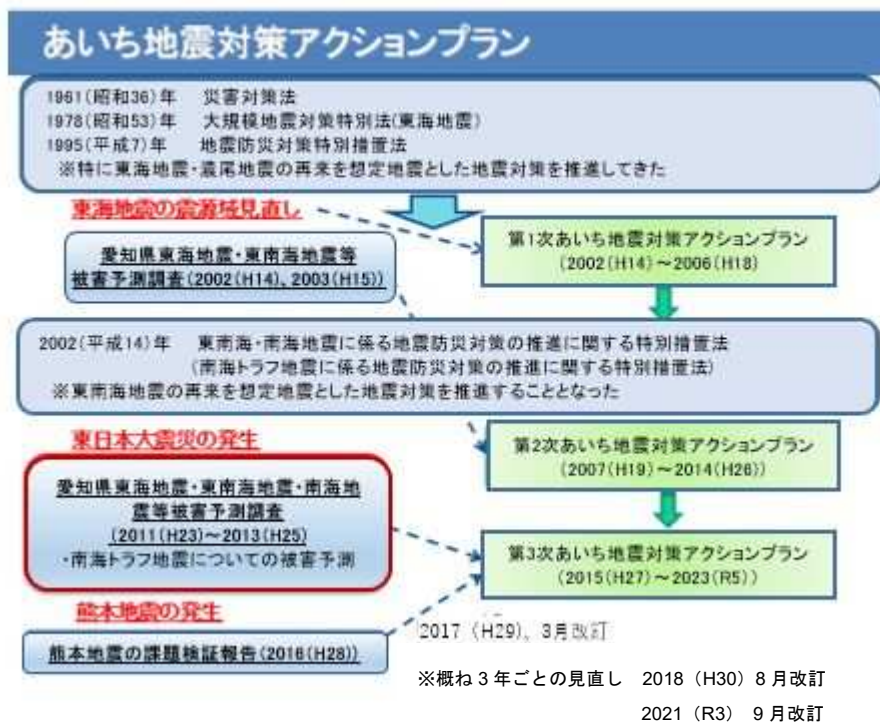 あいち地震対策アクションプラン
1961(昭和36)年　災害対策法
1978(昭和53)年　大規模地震対策特別法(東海地震)
1995(平成7)年　地震防災対策特別措置法
※特に東海地震・濃尾地震の再来を想定地震とした地震対策を推進してきた
東海地震の震源域見直し
愛知県東海地震・東南海地震等
被害予測調査(2002(H14)、2003(H15))
第1次あいち地震対策アクションプラン
(2002(H14)～2006(H18)
2002(平成14)年　東南海・南海地震に係る地震防災対策の推進に関する特別措置法
(南海トラフ地震に係る地震防災対策の推進に関する特別措置法)
※東南海地震の再来を想定地震とした地震対策を推進することとなった
東日本大震災の発生
第2次あいち地震対策アクションプラン
(2007(H19)～2014(H26))
愛知県東海地震・東南海地震・南海地
震等被害予測調査
(2011(H23)～2013(H25)
・南海トラフ地震についての被害予測
第3次あいち地震対策アクションプラン
(2015(H27)～2023(R5))
熊本地震の発生
熊本地震の課題検証報告(2016(H28))
2017（H29）、3月改訂
※概ね3年ごとの見直し　2018（H30）8月改訂
2021（R3）　9月改訂